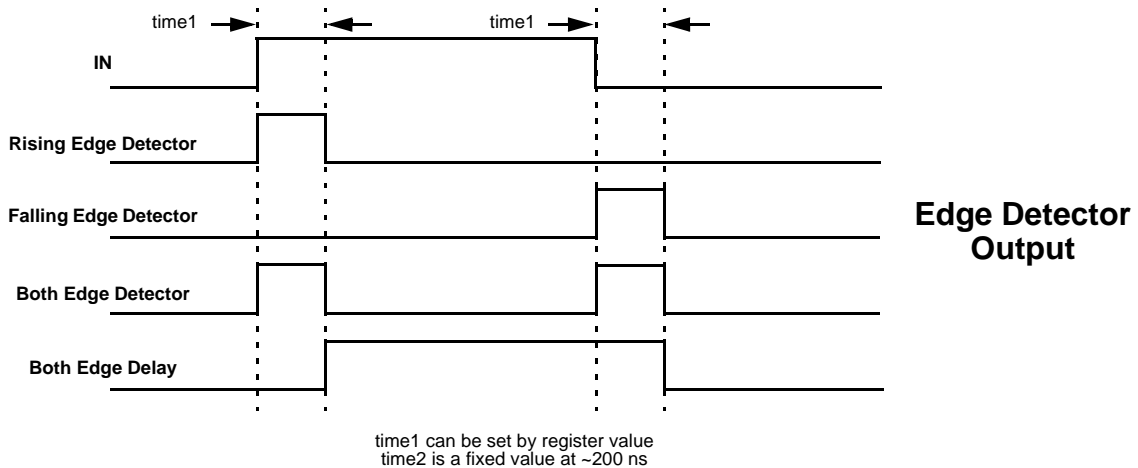 time1
time1
IN
Rising Edge Detector
Falling Edge Detector
Edge Detector
Output
Both Edge Detector
Both Edge Delay
time1 can be set by register value
time2 is a fixed value at ~200 ns